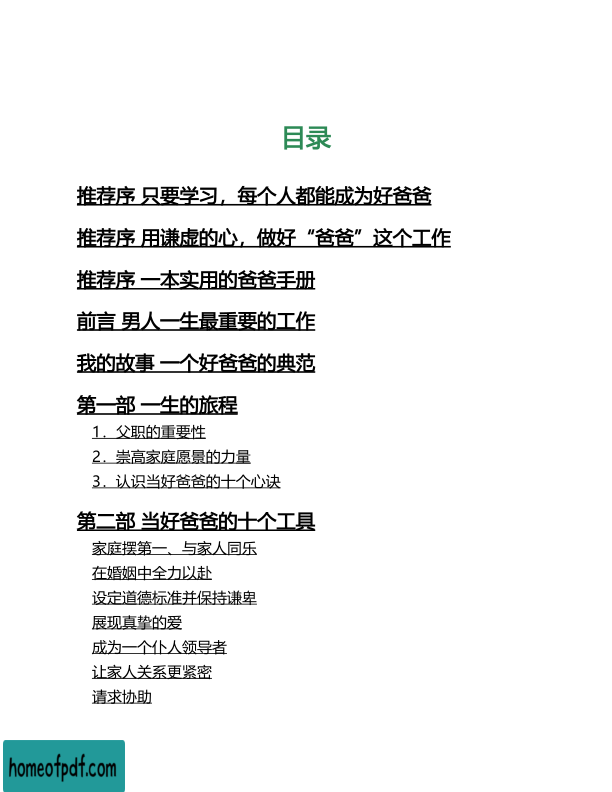 目录
推荐序 只要学习，每个人都能成为好爸爸
推荐序 用谦虚的心，做好“爸爸”这个工作
推荐序 一本实用的爸爸手册
前言 男人一生最重要的工作
我的故事 一个好爸爸的典范
第一部 一生的旅程
1．父职的重要性
2．崇高家庭愿景的力量
3．认识当好爸爸的十个心诀
第二部 当好爸爸的十个工具
家庭摆第一、与家人同乐
在婚姻中全力以赴
设定道德标准并保持谦卑
展现真挚的爱
成为一个仆人领导者
让家人关系更紧密
请求协助
homeofpdf.com